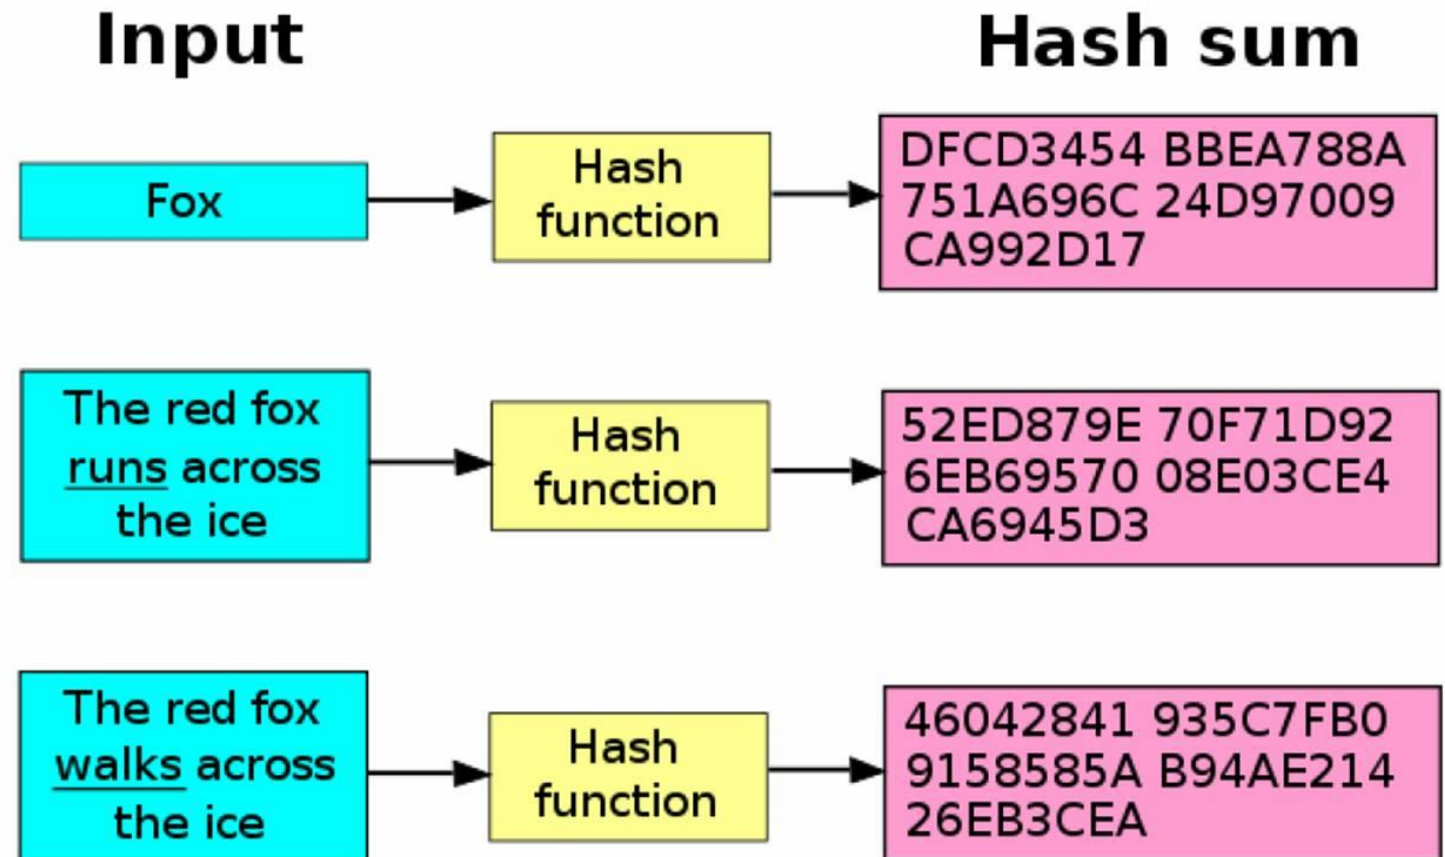 Input
Hash sum
Fox
Hash
function
DFCD3454 BBEA788A
751A696C 24D97009
CA992D17
The red fox
runs across
the ice
Hash
function
52ED879E 70F71D92
6EB69570 08E03CE4
CA6945D3
The red fox
walks across
the ice
Hash
function
46042841 935C7FB0
9158585A B94AE214
26EB3CEA